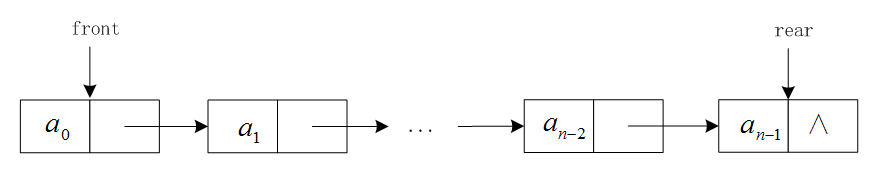 front rear
a₀ a₁ ... aₙ₋₂ aₙ₋₁ ∧